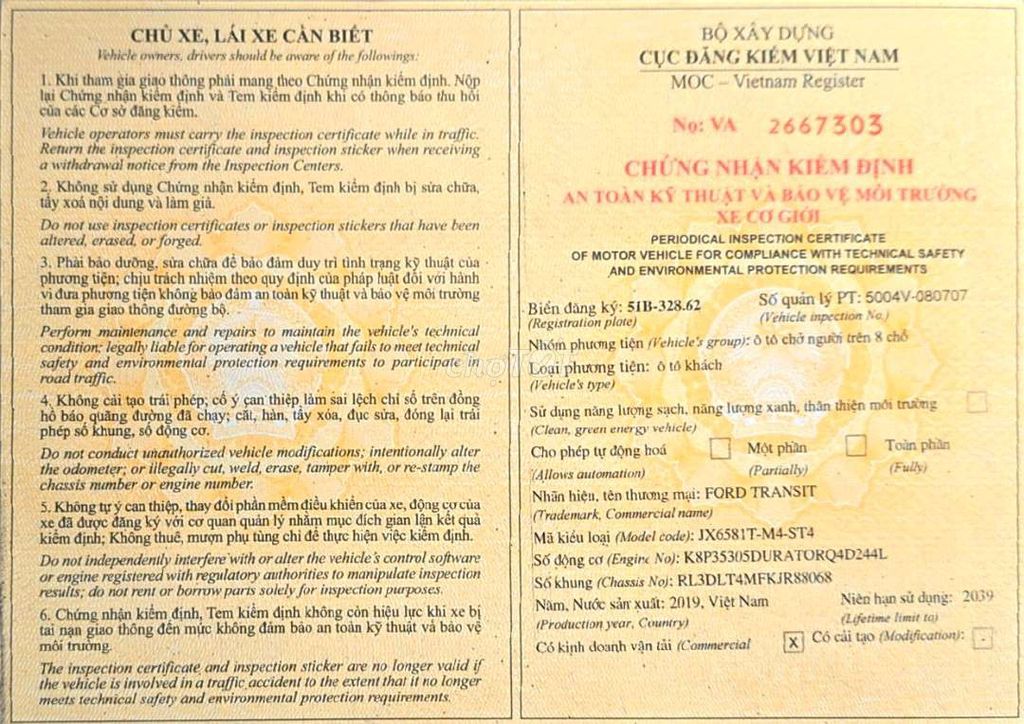 CHỦ XE, LÁI XE CẦN BIẾT
Vehicle owners, drivers should be aware of the followings:
1. Khi tham gia giao thông phải mang theo Chứng nhận kiểm định. Nộp
lại Chứng nhận kiểm định và Tem kiểm định khi có thông báo thu hồi
của các Cơ sở đăng kiểm.
Vehicle operators must carry the inspection certificate while in traffic.
Return the inspection certificate and inspection sticker when receiving
a withdrawal notice from the Inspection Centers.
2. Không sử dụng Chứng nhận kiểm định, Tem kiểm định bị sửa chữa,
tẩy xoá nội dung và làm giả.
Do not use inspection certificates or inspection stickers that have been
altered, erased, or forged.
3. Phải bảo dưỡng, sửa chữa để bảo đảm duy trì tình trạng kỹ thuật của
phương tiện; chịu trách nhiệm theo quy định của pháp luật đối với hành
vi đưa phương tiện không bảo đảm an toàn kỹ thuật và bảo vệ môi trường
tham gia giao thông đường bộ.
Perform maintenance and repairs to maintain the vehicle's technical
condition; legally liable for operating a vehicle that fails to meet technical
safety and environmental protection requirements to participate in
road traffic.
4. Không cải tạo trái phép; cố ý can thiệp làm sai lệch chỉ số trên đồng
hồ báo quãng đường đã chạy; cắt, hàn, tẩy xóa, đục sửa, đóng lại trái
phép số khung, số động cơ.
Do not conduct unauthorized vehicle modifications; intentionally alter
the odometer; or illegally cut, weld, erase, tamper with, or re-stamp the
chassis number or engine number.
5. Không tự ý can thiệp, thay đổi phần mềm điều khiển của xe, động cơ của
xe đã được đăng ký với cơ quan quản lý nhằm mục đích gian lận kết quả
kiểm định; Không thuê, mượn phụ tùng chỉ để thực hiện việc kiểm định.
Do not independently interfere with or alter the vehicle's control software
or engine registered with regulatory authorities to manipulate inspection
results; do not rent or borrow parts solely for inspection purposes.
6. Chứng nhận kiểm định, Tem kiểm định không còn hiệu lực khi xe bị
tai nạn giao thông đến mức không đảm bảo an toàn kỹ thuật và bảo vệ
môi trường.
The inspection certificate and inspection sticker are no longer valid if
the vehicle is involved in a traffic accident to the extent that it no longer
meets technical safety and environmental protection requirements.
BỘ XÂY DỰNG
CỤC ĐĂNG KIỂM VIỆT NAM
MOC – Vietnam Register
No: VA 2667303
CHỨNG NHẬN KIỂM ĐỊNH
AN TOÀN KỸ THUẬT VÀ BẢO VỆ MÔI TRƯỜNG
XE CƠ GIỚI
PERIODICAL INSPECTION CERTIFICATE
OF MOTOR VEHICLE FOR COMPLIANCE WITH TECHNICAL SAFETY
AND ENVIRONMENTAL PROTECTION REQUIREMENTS
Biển đăng ký: 51B-328.62 Số quản lý PT: 5004V-080707
(Registration plate) (Vehicle inpection No.)
Nhóm phương tiện (Vehicle's group): ô tô chở người trên 8 chỗ
Loại phương tiện: ô tô khách
(Vehicle's type)
Sử dụng năng lượng sạch, năng lượng xanh, thân thiện môi trường
(Clean, green energy vehicle)
Cho phép tự động hoá Một phần Toàn phần
(Allows automation) (Partially) (Fully)
Nhãn hiệu, tên thương mại: FORD TRANSIT
(Trademark, Commercial name)
Mã kiểu loại (Model code): JX6581T-M4-ST4
Số động cơ (Engine No): K8P35305DURATORQ4D244L
Số khung (Chassis No): RL3DLT4MFKJR88068
Năm, Nước sản xuất: 2019, Việt Nam Niên hạn sử dụng: 2039
(Production year, Country) (Lifetime limit to)
Có kinh doanh vận tải (Commercial X Có cải tạo (Modification): -